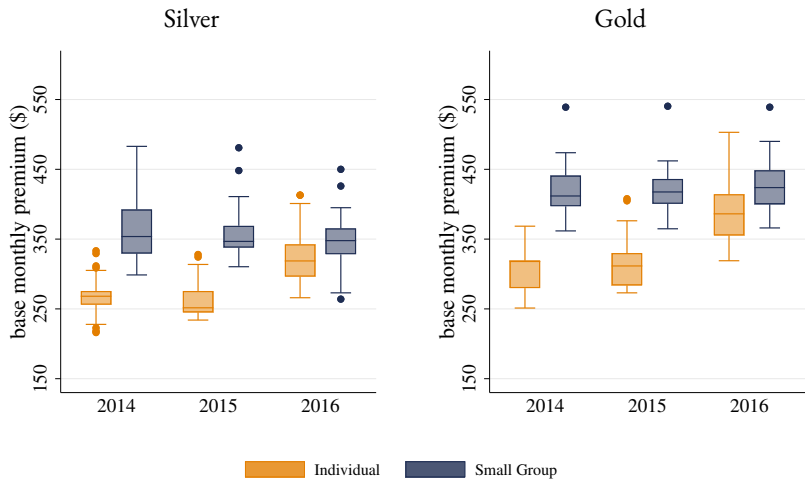 Silver
base monthly premium ($)
550
450
350
250
150
2014 2015 2016
Gold
base monthly premium ($)
550
450
350
250
150
2014 2015 2016
Individual Small Group